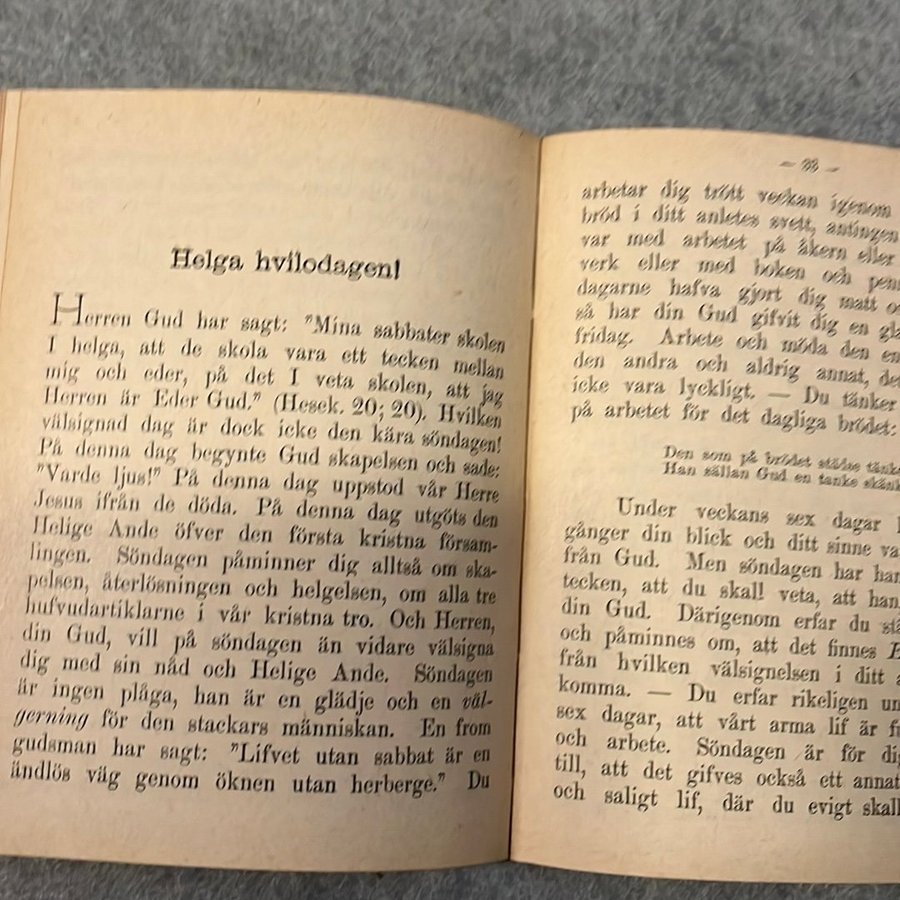 Helga hvilodagen!
Herren Gud har sagt: "Mina sabbater skolen
I helga, att de skola vara ett tecken mellan
mig och eder, på det I veta skolen, att jag
Herren är Eder Gud." (Hesek. 20; 20). Hvilken
välsignad dag är dock icke den kära söndagen!
På denna dag begynte Gud skapelsen och sade:
"Varde ljus!" På denna dag uppstod vår Herre
Jesus ifrån de döda. På denna dag utgöts den
Helige Ande öfver den första kristna försam-
lingen. Söndagen påminner dig alltså om ska-
pelsen, återlösningen och helgelsen, om alla tre
hufvudartiklarne i vår kristna tro. Och Herren,
din Gud, vill på söndagen än vidare välsigna
dig med sin nåd och Helige Ande. Söndagen
är ingen plåga, han är en glädje och en väl-
gerning för den stackars människan. En from
gudsman har sagt: "Lifvet utan sabbat är en
ändlös väg genom öknen utan herberge." Du
arbetar dig trött veckan igenom
bröd i ditt anletes svett, antingen
var med arbetet på åkern eller
verk eller med boken och
dagarne hafva gjort dig matt
så har din Gud gifvit dig en
fridag. Arbete och möda den
den andra och aldrig annat,
icke vara lyckligt. — Du tänker
på arbetet för det dagliga brödet:
Den som på brödet städse
Han sällan Gud en tanke
Under veckans sex dagar
gånger din blick och ditt sinne
från Gud. Men söndagen har
tecken, att du skall veta, att
din Gud. Därigenom erfar du
och påminnes om, att det finnes
från hvilken välsignelsen i ditt
komma. — Du erfar rikeligen
sex dagar, att vårt arma lif är
och arbete. Söndagen är för
till, att det gifves också ett annat
och saligt lif, där du evigt